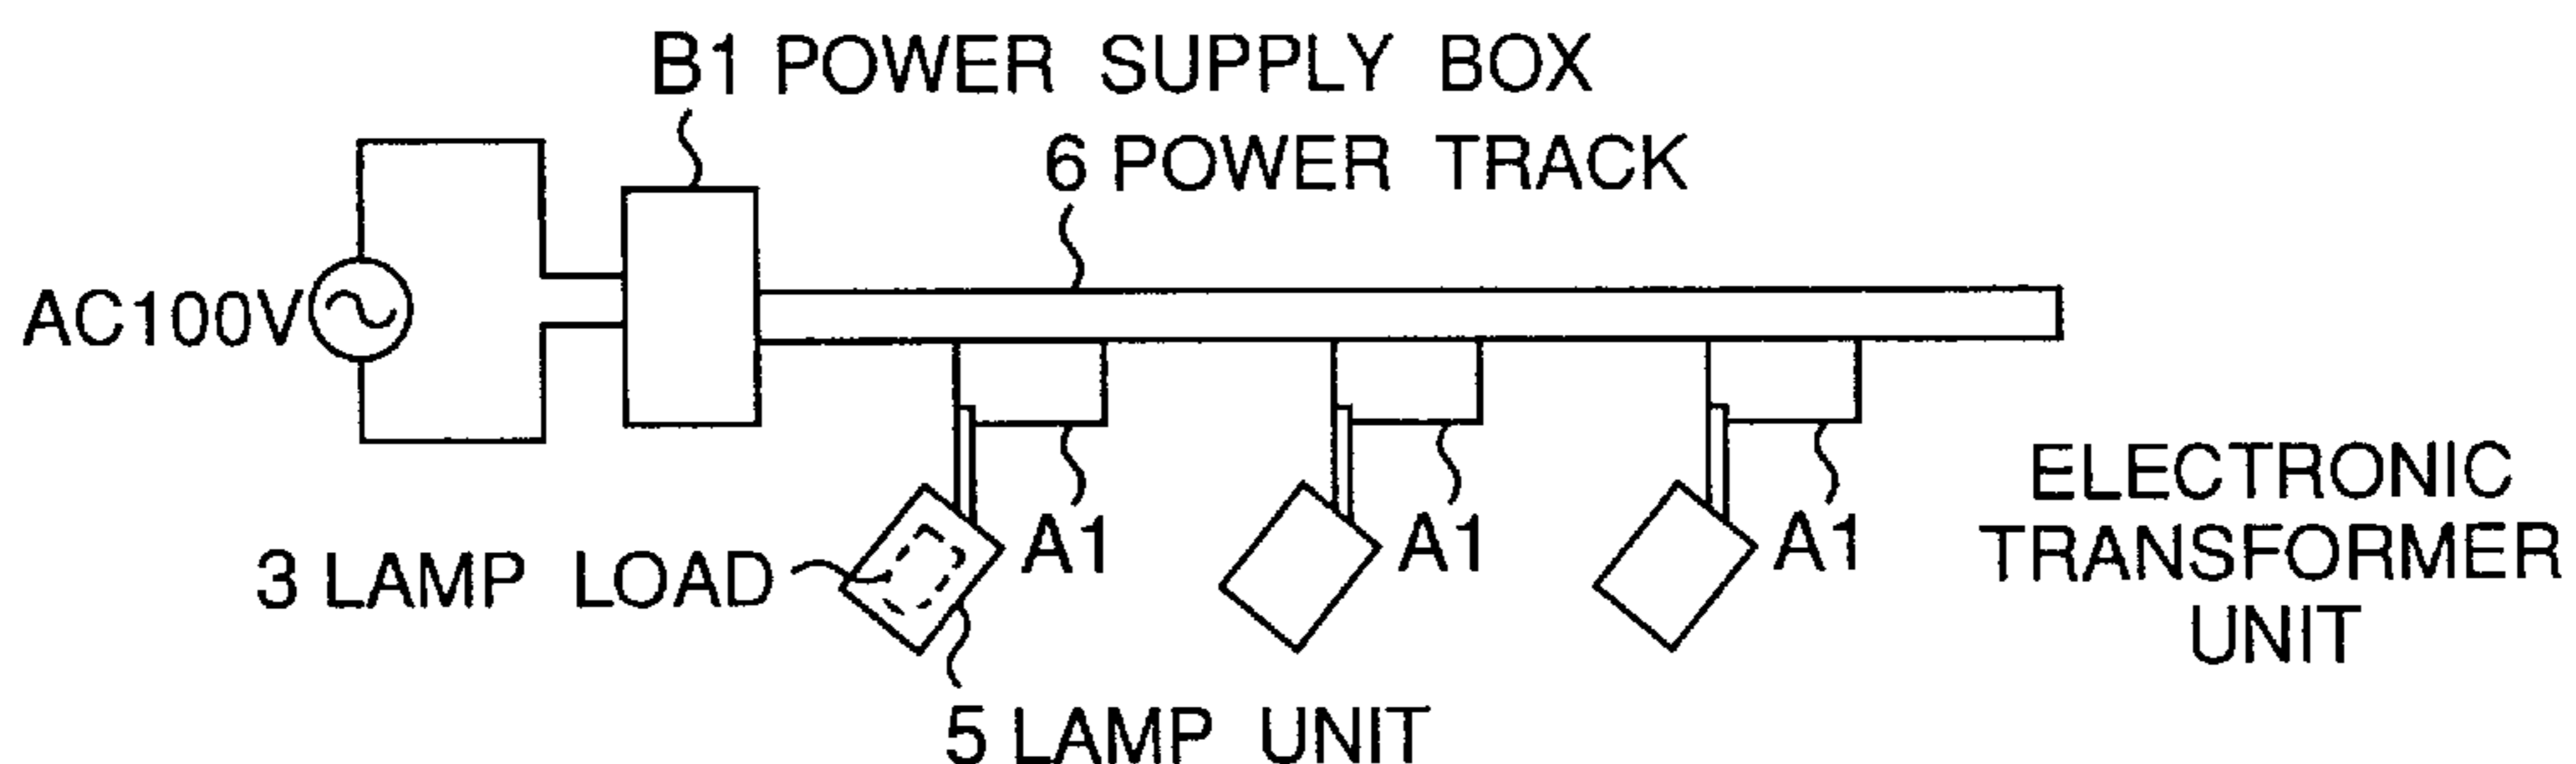 B1 POWER SUPPLY BOX
6 POWER TRACK
AC100V
A1
A1
A1
ELECTRONIC
TRANSFORMER
UNIT
3 LAMP LOAD
5 LAMP UNIT